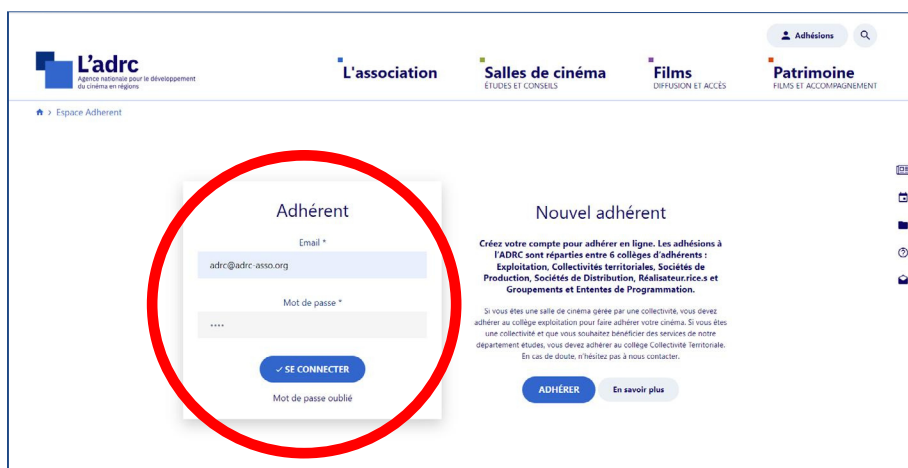 Adhésions
L'adrc
Agence nationale pour le développement
du cinéma en régions
L'association
Salles de cinéma
ÉTUDES ET CONSEILS
Films
DIFFUSION ET ACCÈS
Patrimoine
FILMS ET ACCOMPAGNEMENT
> Espace Adherent
Adhérent
Email *
adrc@adrc-asso.org
Mot de passe *
····
✓ SE CONNECTER
Mot de passe oublié
Nouvel adhérent
Créez votre compte pour adhérer en ligne. Les adhésions à
l'ADRC sont réparties entre 6 collèges d'adhérents :
Exploitation, Collectivités territoriales, Sociétés de
Production, Sociétés de Distribution, Réalisateur.rice.s et
Groupements et Ententes de Programmation.
Si vous êtes une salle de cinéma gérée par une collectivité, vous devez
adhérer au collège exploitation pour faire adhérer votre cinéma. Si vous êtes
une collectivité et que vous souhaitez bénéficier des services de notre
département études, vous devez adhérer au collège Collectivité Territoriale.
En cas de doute, n'hésitez pas à nous contacter.
ADHÉRER
En savoir plus